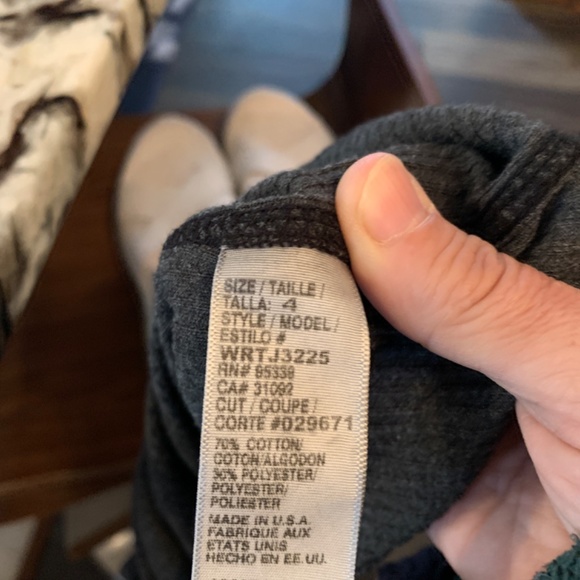 SIZE / TAILLE /
TALLA: 4
STYLE / MODEL /
ESTILO #
WRTJ3225
RN# 85339
CA# 31092
CUT / COUPE /
CORTE #029671
70% COTTON/
COTON/ALGODON
30% POLYESTER/
POLYESTER/
POLIESTER
MADE IN U.S.A.
FABRIQUE AUX
ETATS UNIS
HECHO EN EE.UU.